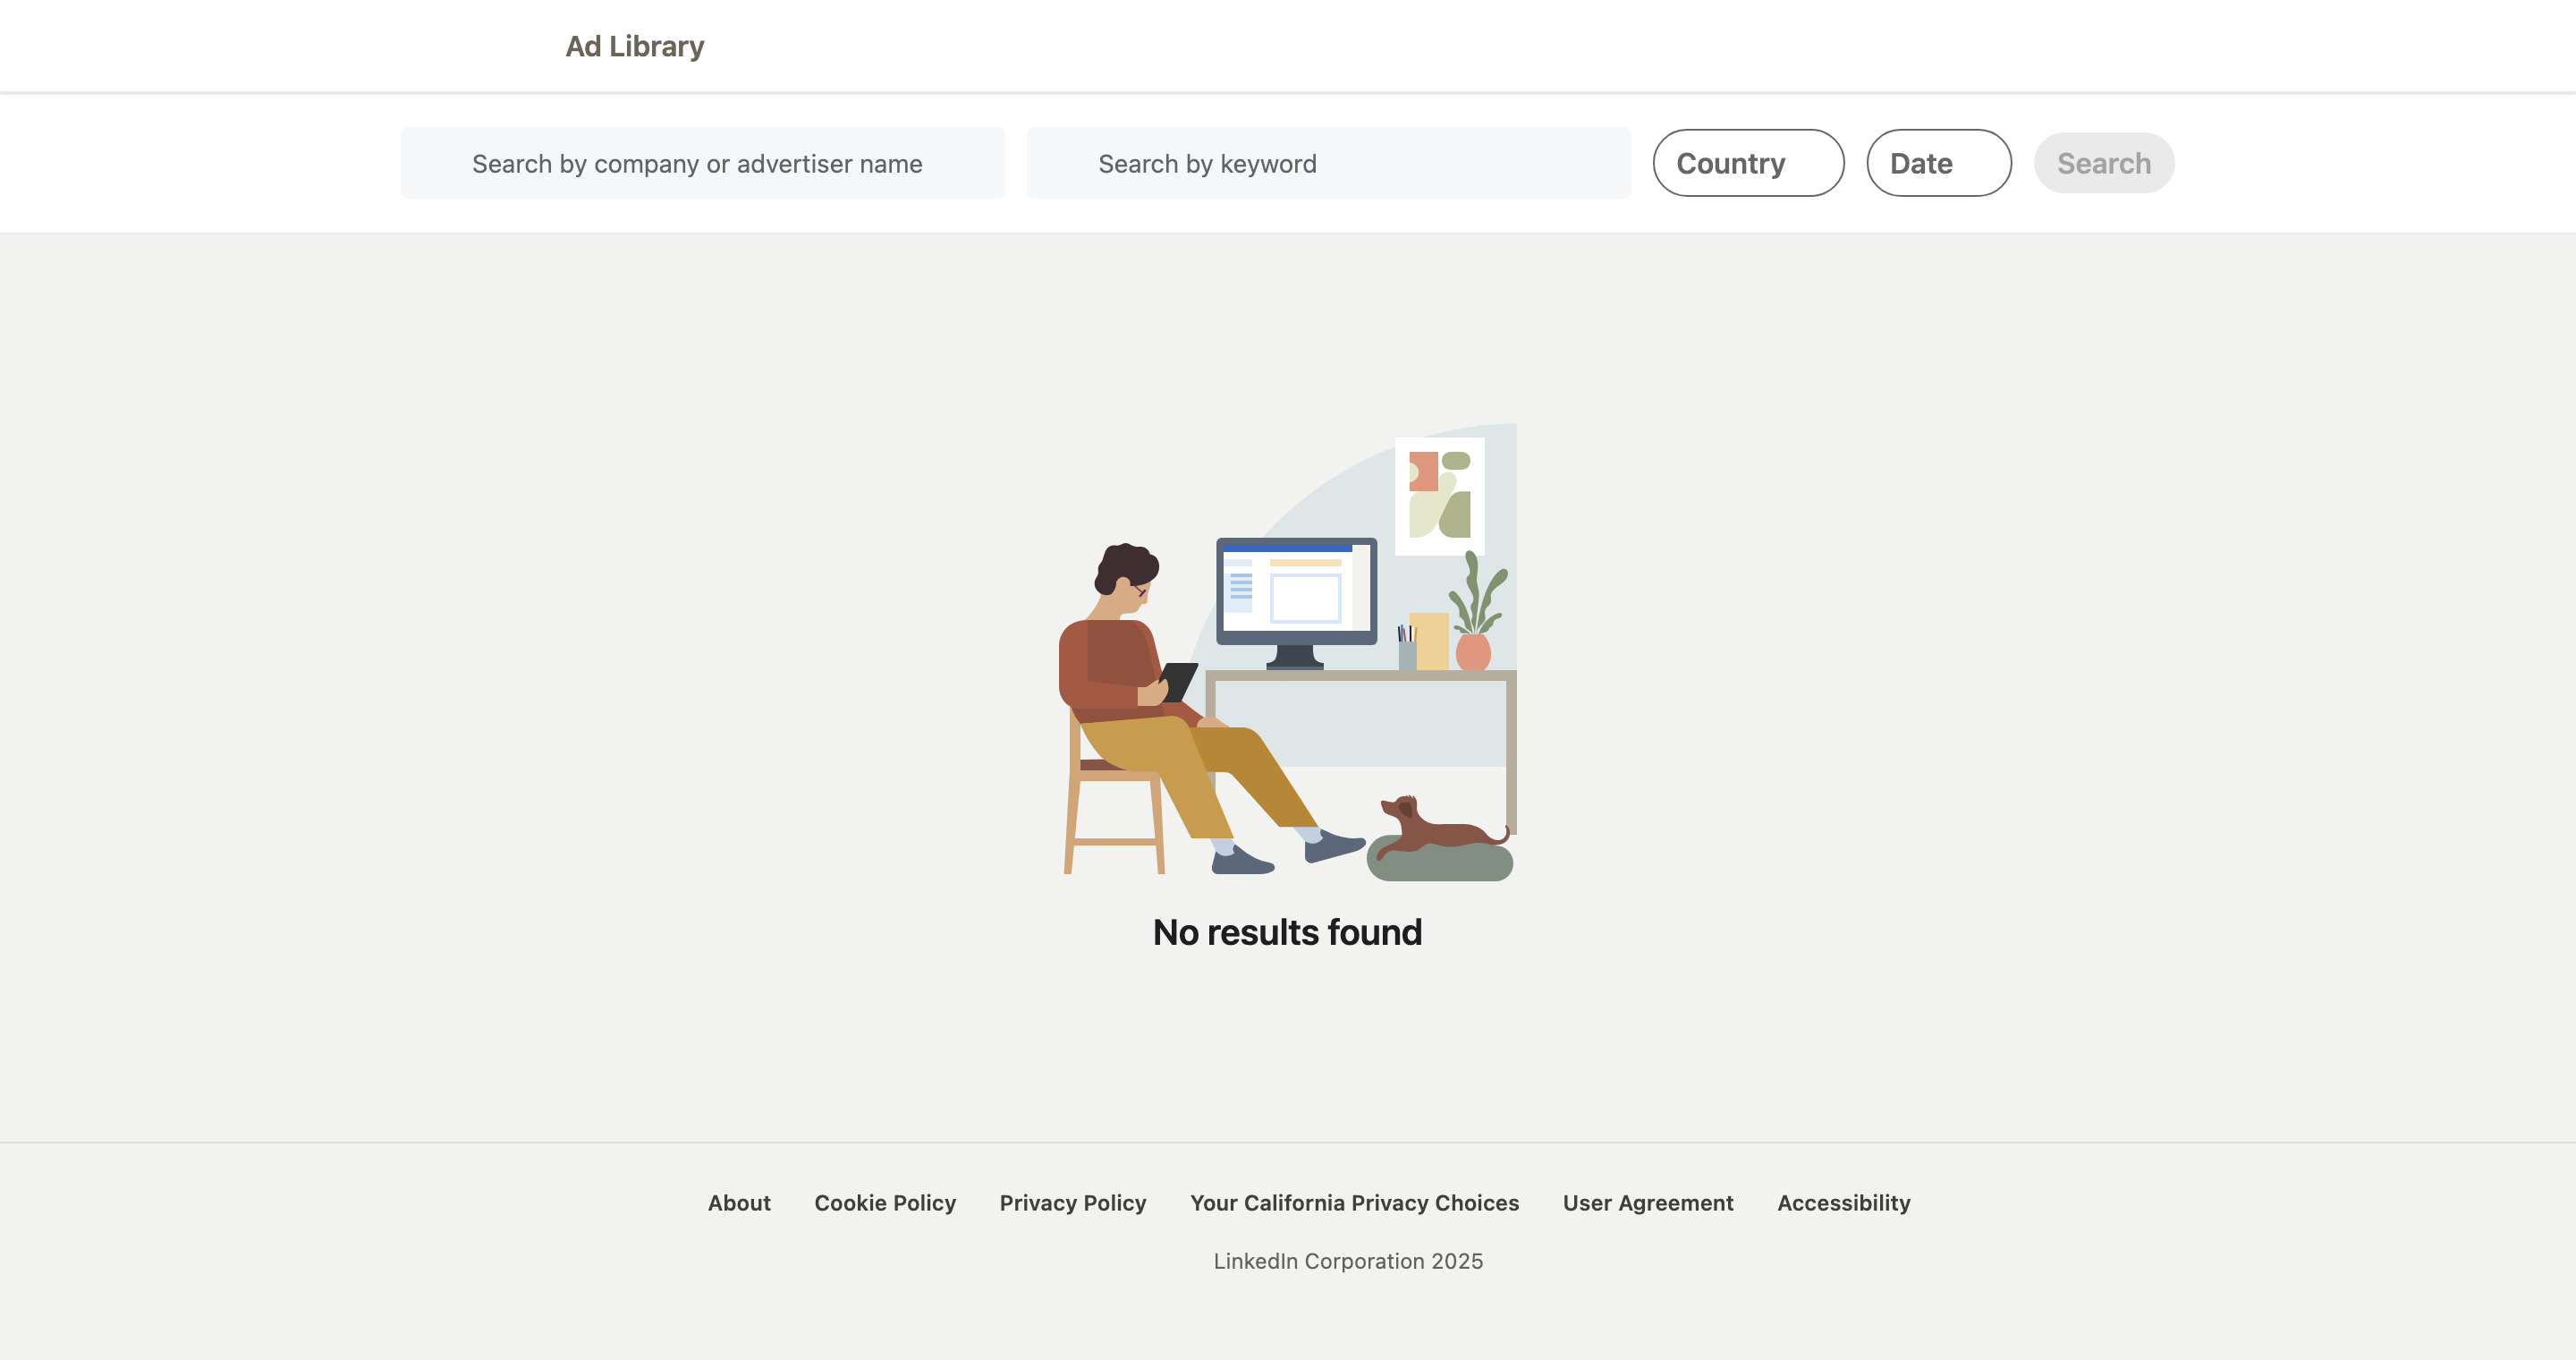 Ad Library
Search by company or advertiser name
Search by keyword
Country
Date
Search
No results found
About
Cookie Policy
Privacy Policy
Your California Privacy Choices
User Agreement
Accessibility
LinkedIn Corporation 2025